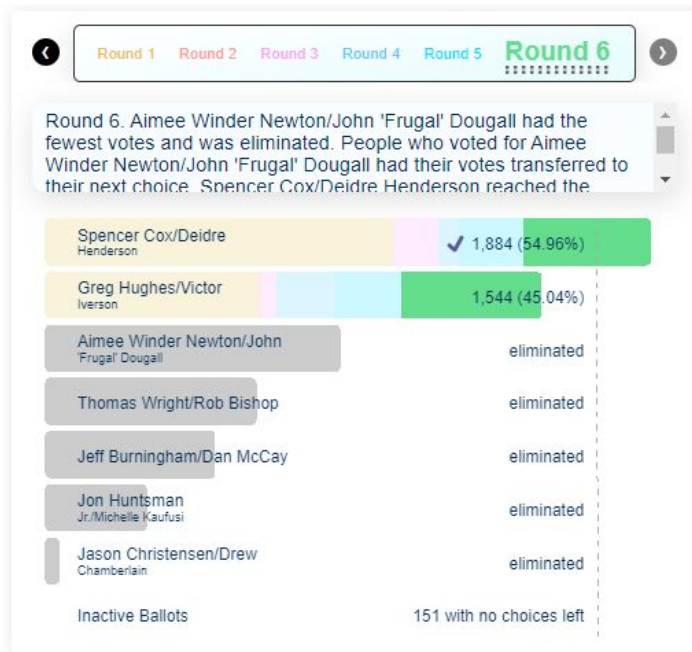 Round 1 Round 2 Round 3 Round 4 Round 5 Round 6
Round 6. Aimee Winder Newton/John 'Frugal' Dougall had the
fewest votes and was eliminated. People who voted for Aimee
Winder Newton/John 'Frugal' Dougall had their votes transferred to
their next choice. Spencer Cox/Deidre Henderson reached the
Spencer Cox/Deidre
Henderson
✓ 1,884 (54.96%)
Greg Hughes/Victor
Iverson
1,544 (45.04%)
Aimee Winder Newton/John
'Frugal' Dougall
eliminated
Thomas Wright/Rob Bishop
eliminated
Jeff Burningham/Dan McCay
eliminated
Jon Huntsman
Jr./Michelle Kaufusi
eliminated
Jason Christensen/Drew
Chamberlain
eliminated
Inactive Ballots
151 with no choices left